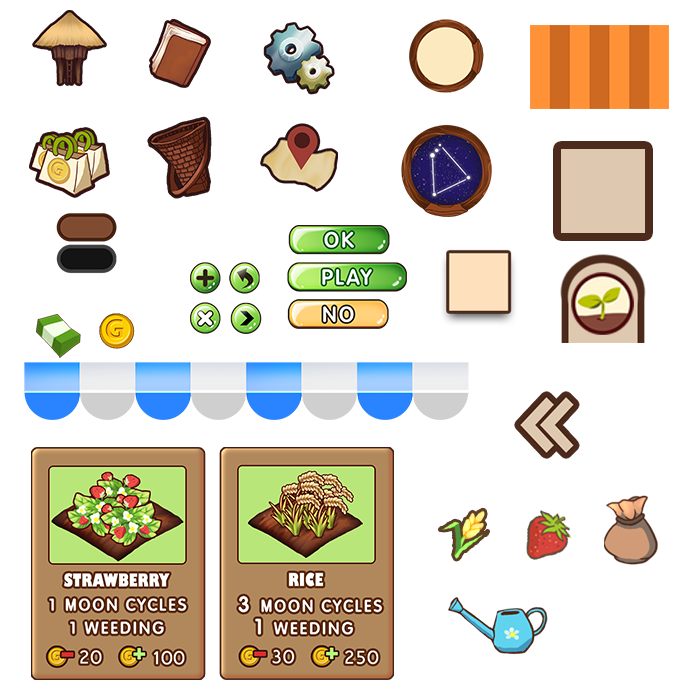 G
OK
PLAY
NO
G
STRAWBERRY
1 MOON CYCLES
1 WEEDING
20 100
RICE
3 MOON CYCLES
1 WEEDING
30 250